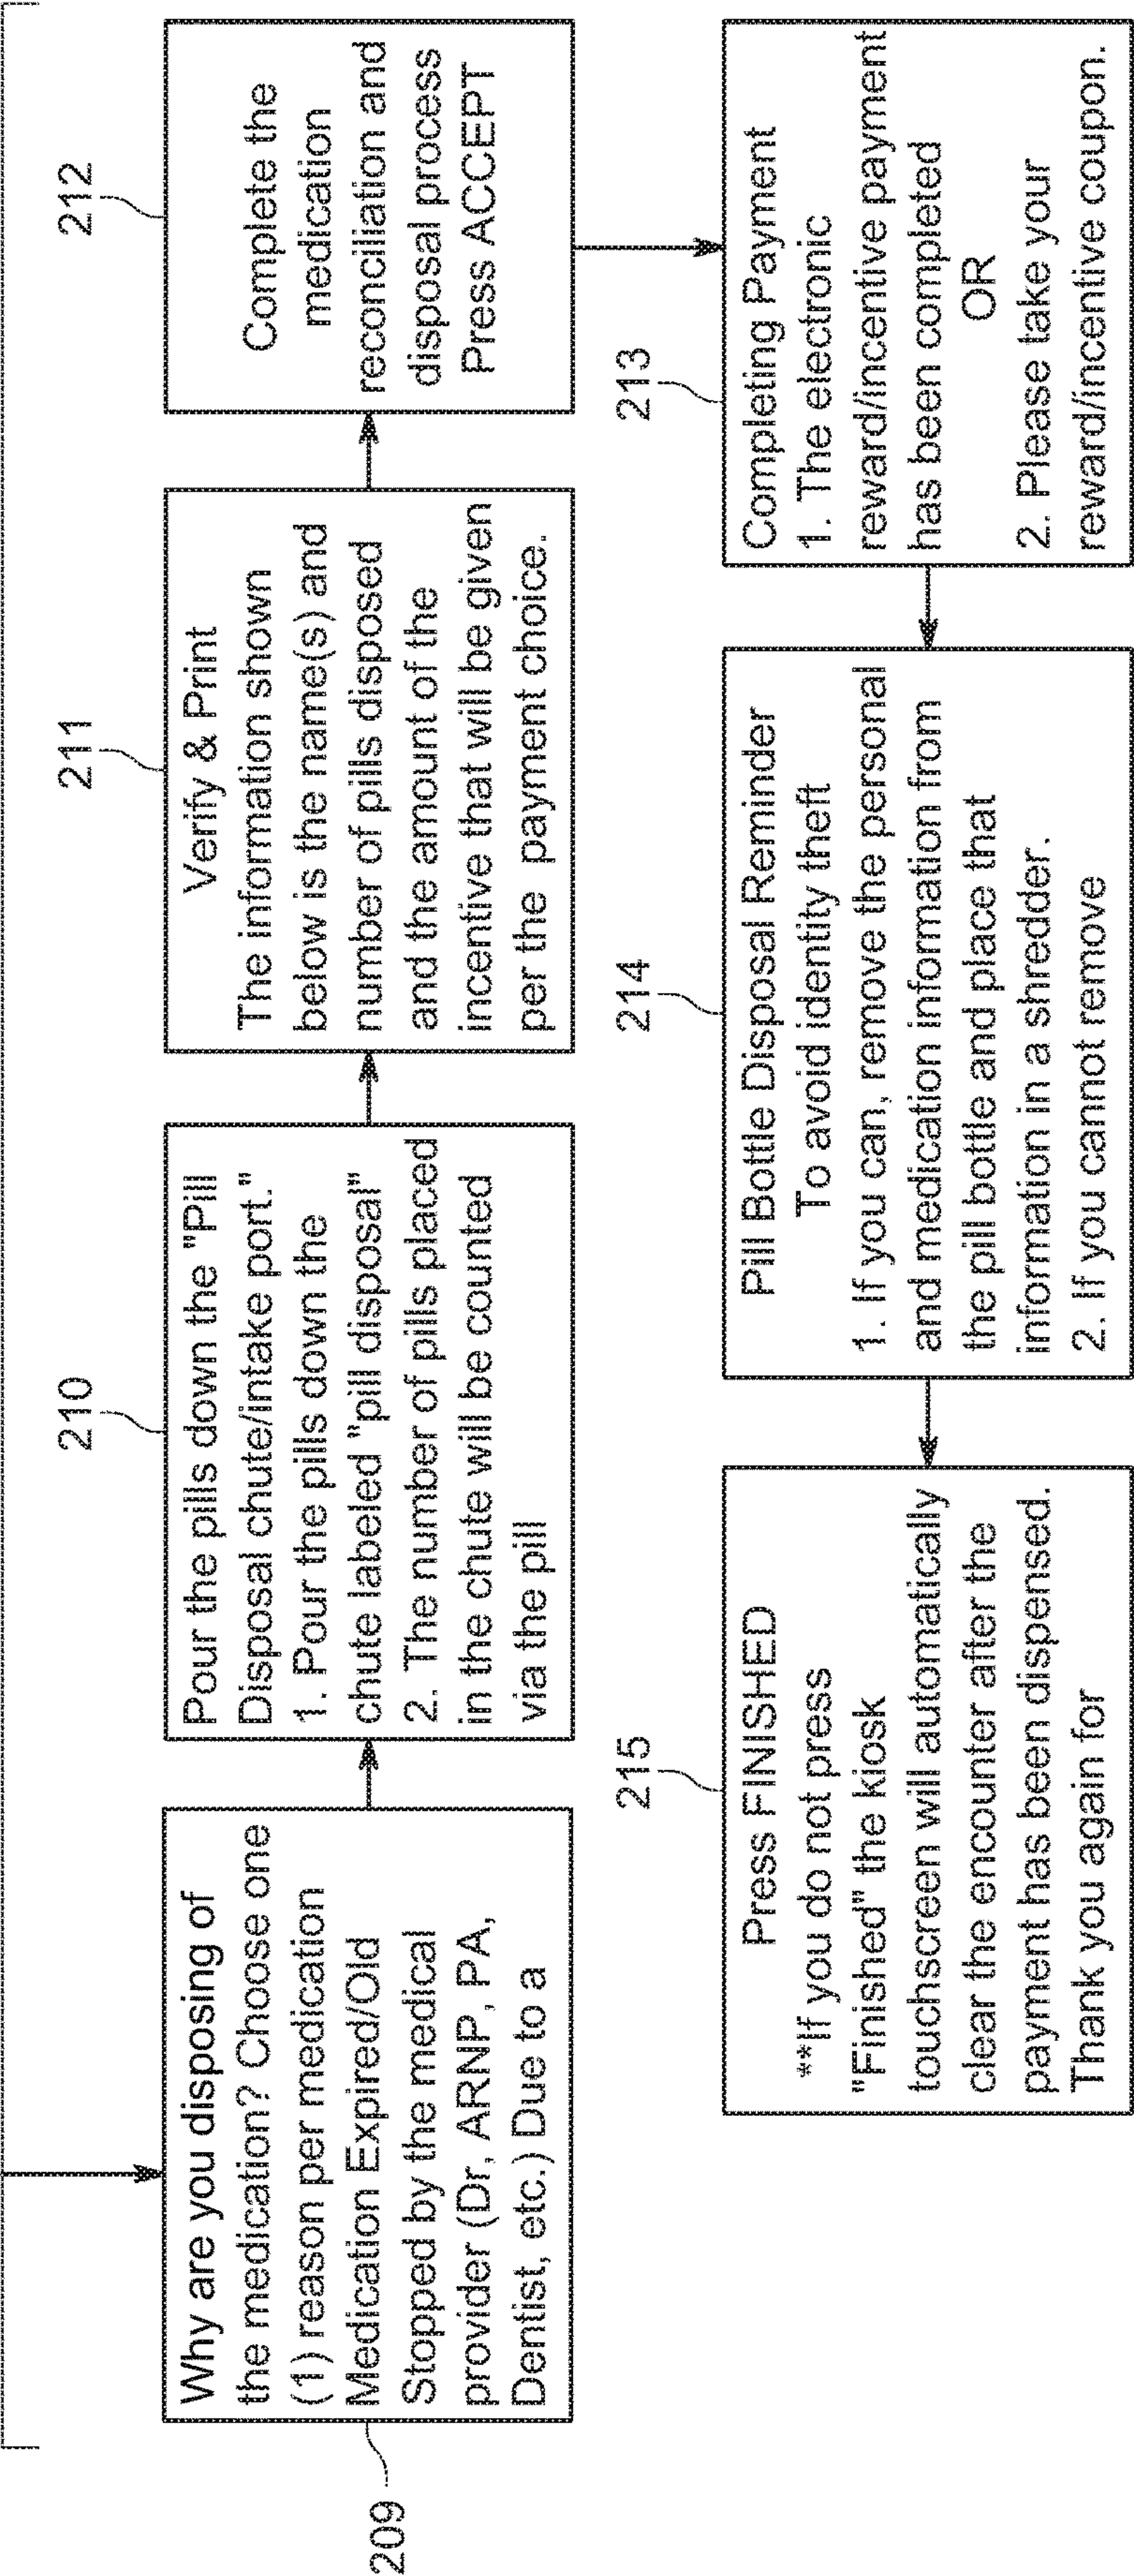 209
Why are you disposing of
the medication? Choose one
(1) reason per medication
Medication Expired/Old
Stopped by the medical
provider (Dr, ARNP, PA,
Dentist, etc.) Due to a
210
Pour the pills down the "Pill
Disposal chute/intake port."
1. Pour the pills down the
chute labeled "pill disposal"
2. The number of pills placed
in the chute will be counted
via the pill
211
Verify & Print
The information shown
below is the name(s) and
number of pills disposed
and the amount of the
incentive that will be given
per the payment choice.
212
Complete the
medication
reconciliation and
disposal process
Press ACCEPT
213
Completing Payment
1. The electronic
reward/incentive payment
has been completed
OR
2. Please take your
reward/incentive coupon.
214
Pill Bottle Disposal Reminder
To avoid identity theft
1. If you can, remove the personal
and medication information from
the pill bottle and place that
information in a shredder.
2. If you cannot remove
215
Press FINISHED
**If you do not press
"Finished" the kiosk
touchscreen will automatically
clear the encounter after the
payment has been dispensed.
Thank you again for